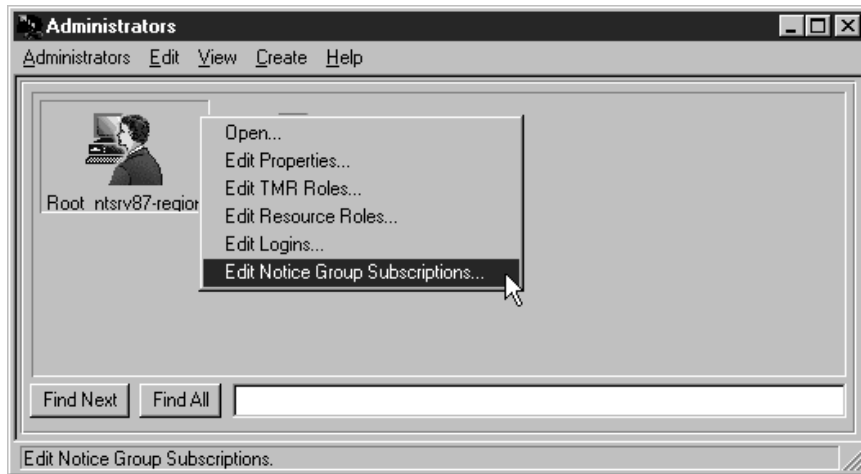 Administrators
Administrators Edit View Create Help
Root_ntsrv87-region
Open...
Edit Properties...
Edit TMR Roles...
Edit Resource Roles...
Edit Logins...
Edit Notice Group Subscriptions...
Find Next Find All
Edit Notice Group Subscriptions.